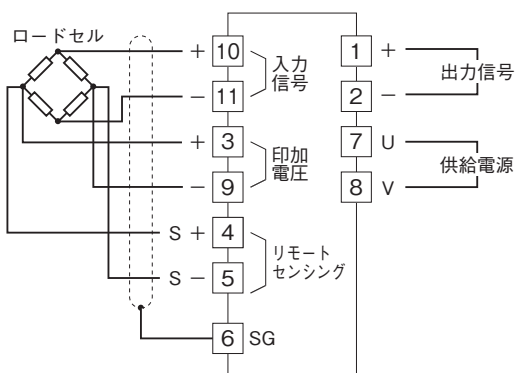 ロードセル
+ 10
- 11
入力
信号
+ 3
- 9
印加
電圧
S + 4
S - 5
リモート
センシング
6 SG
1 +
2 -
出力信号
7 U
8 V
供給電源